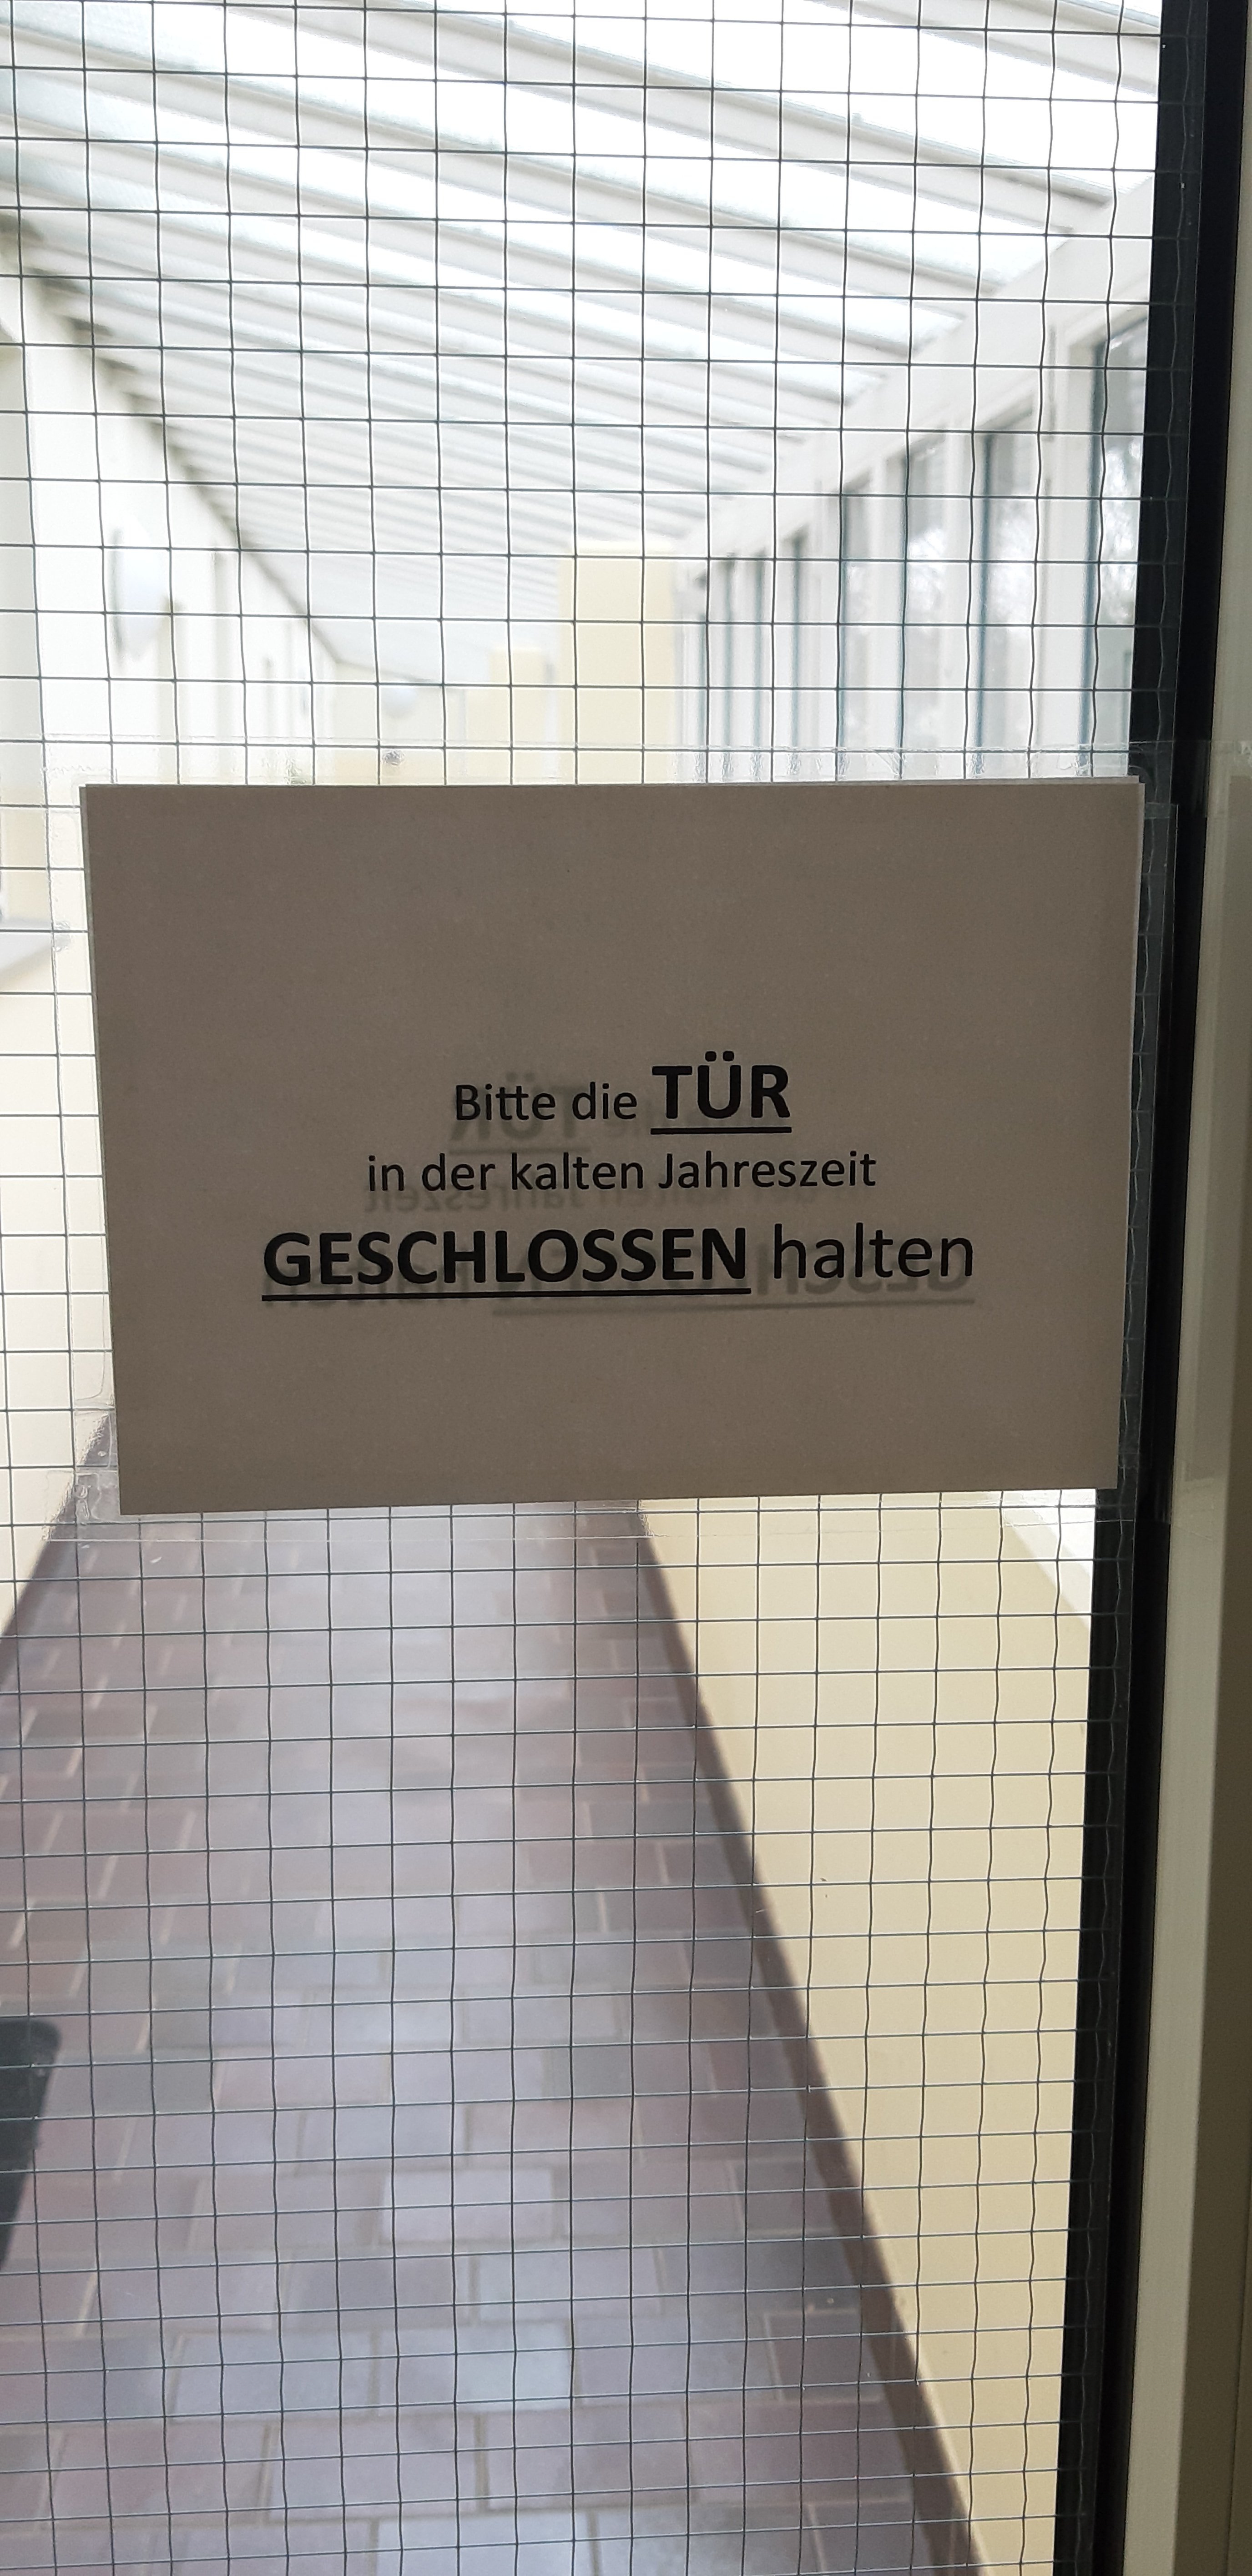 Bitte die TÜR
in der kalten Jahreszeit
GESCHLOSSEN halten